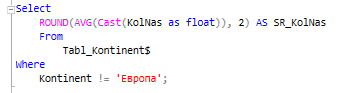 Select
ROUND(AVG(Cast(KolNas as float)), 2) AS SR_KolNas
From
Tabl_Kontinent$
Where
Kontinent != 'Европа';